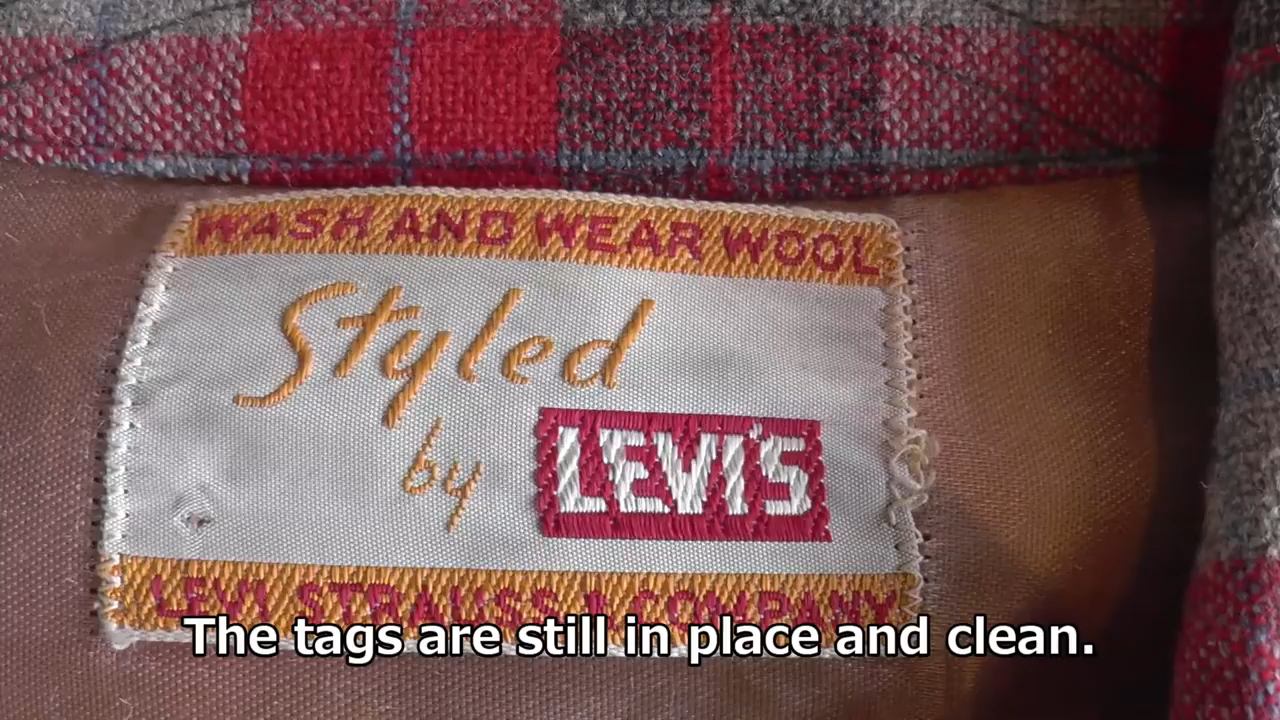 WASH AND WEAR WOOL
Styled
by
LEVI'S
LEVI STRAUSS & COMPANY
The tags are still in place and clean.